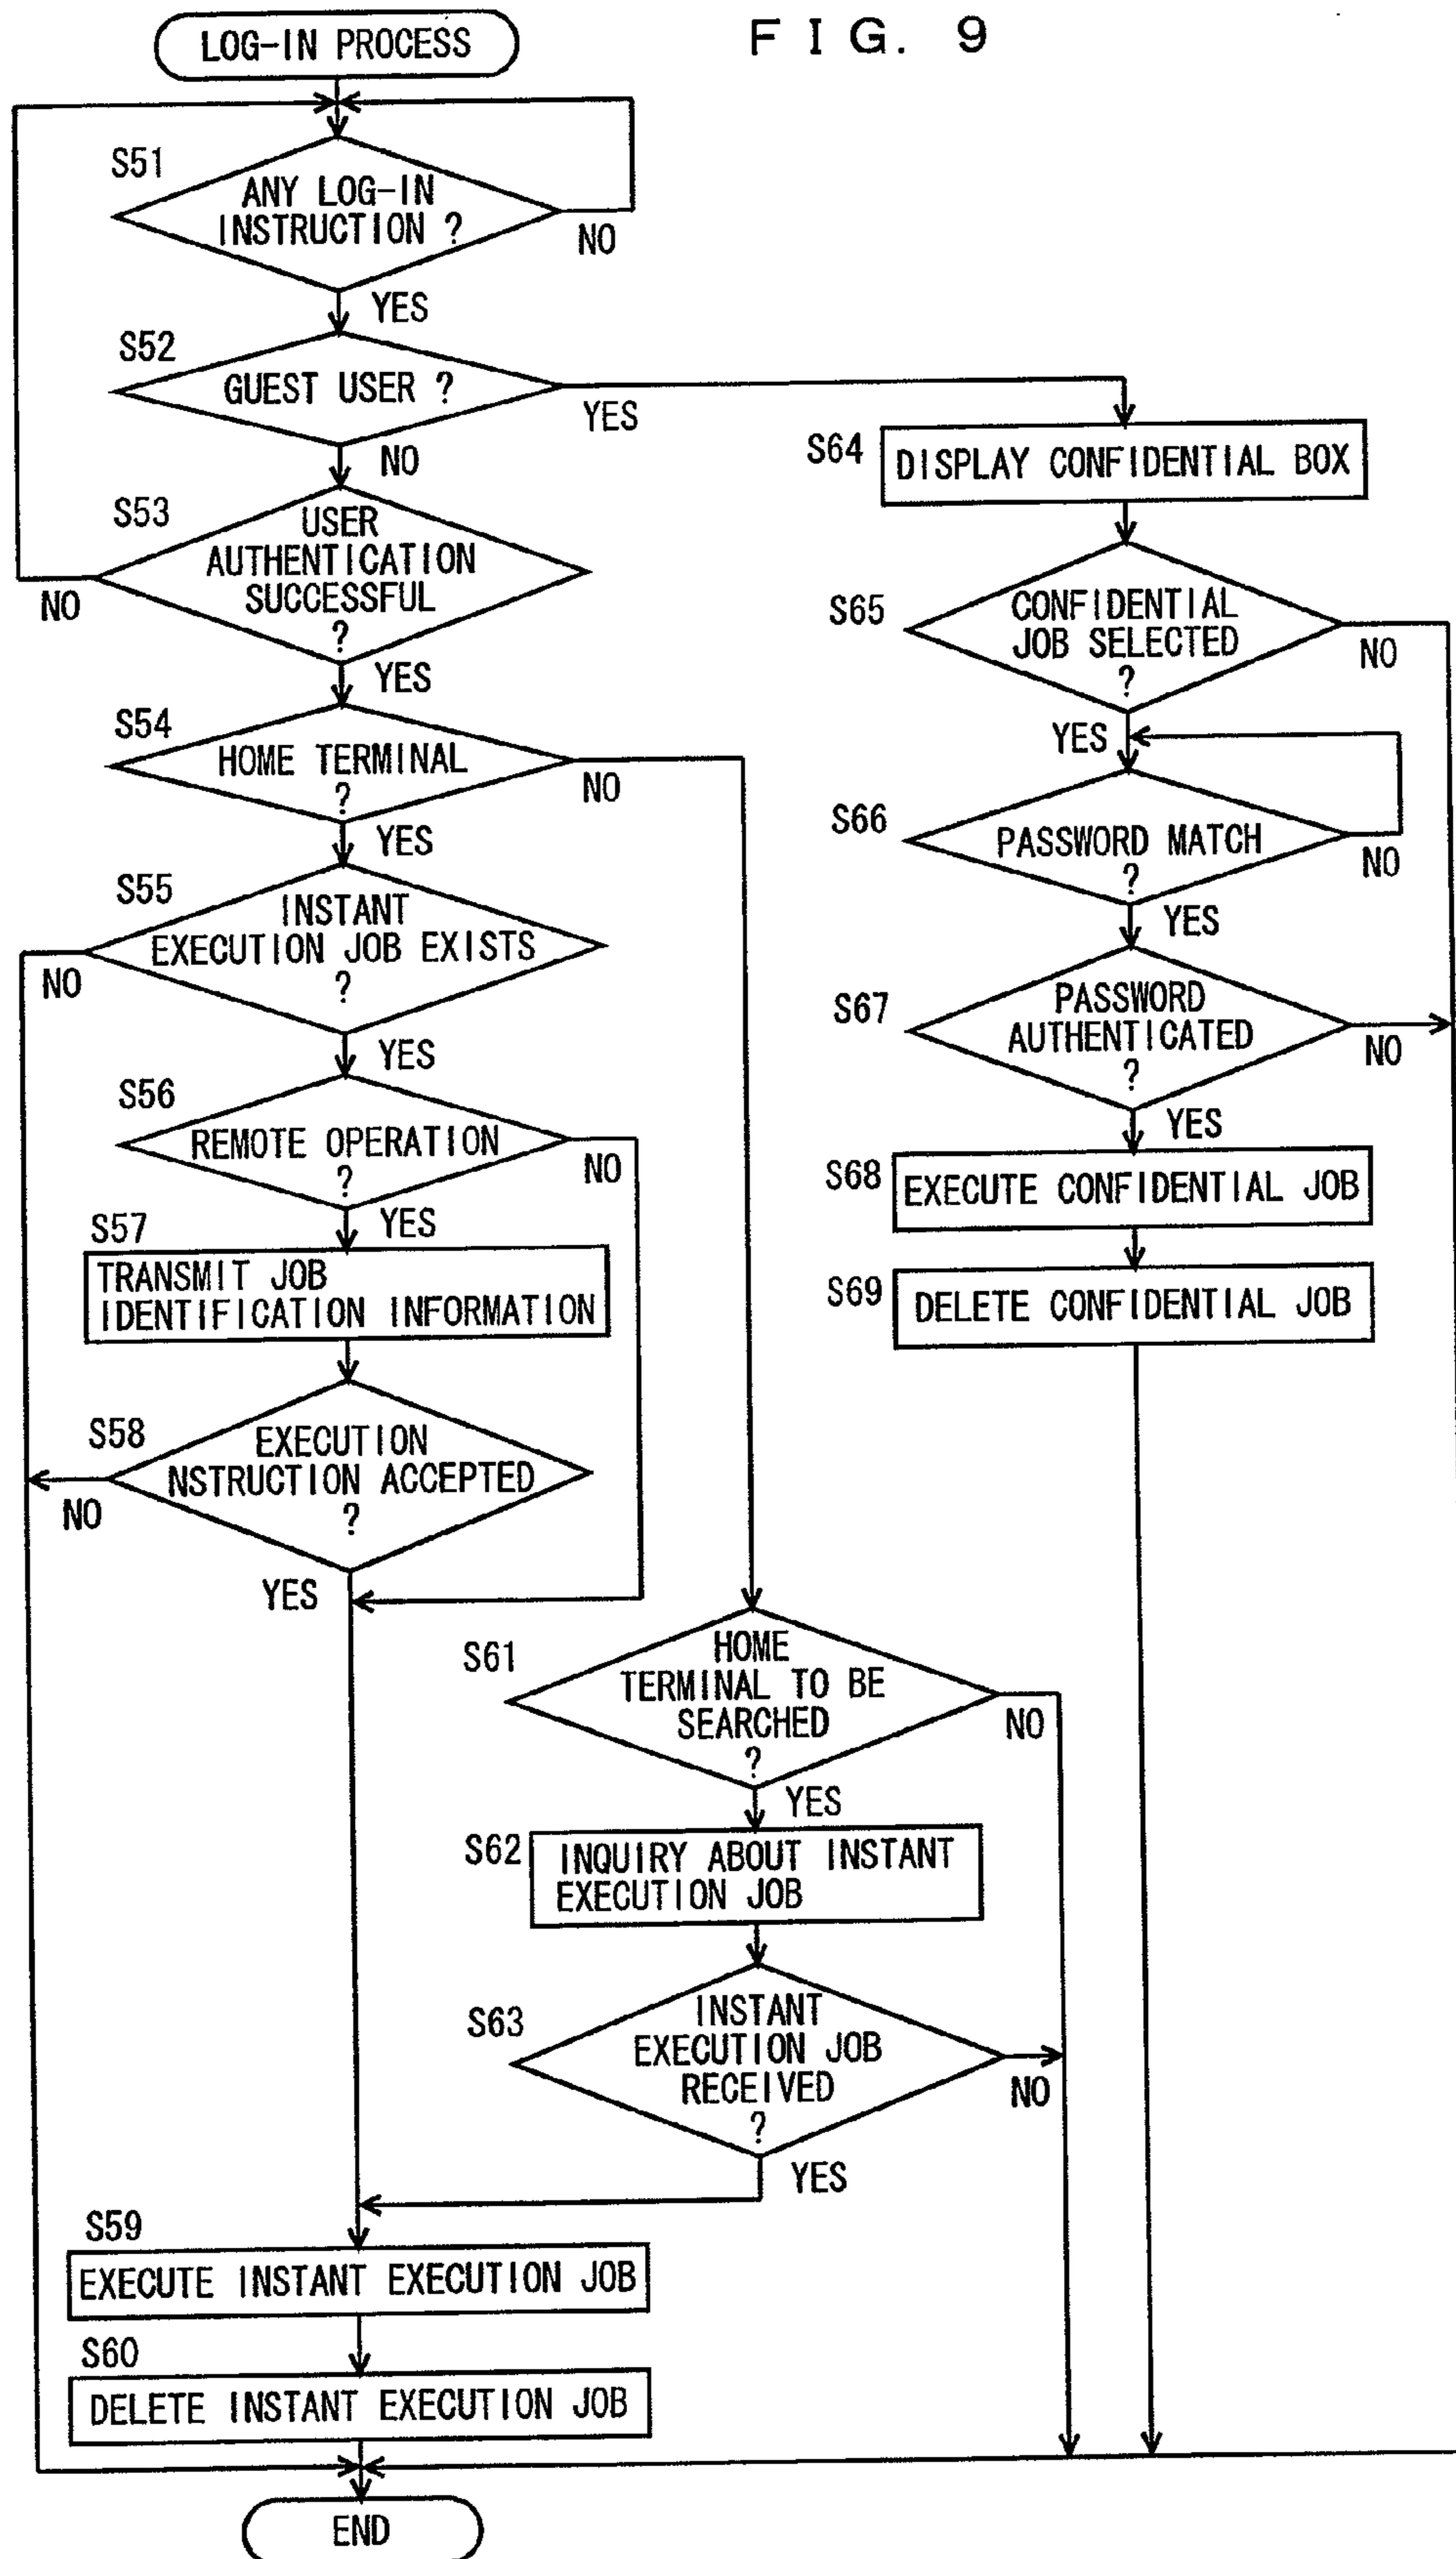 FIG. 9
LOG-IN PROCESS
S51
ANY LOG-IN
INSTRUCTION ?
NO
YES
S52
GUEST USER ?
YES
NO
S53
USER
AUTHENTICATION
SUCCESSFUL
?
NO
YES
S54
HOME TERMINAL
?
NO
YES
S55
INSTANT
EXECUTION JOB EXISTS
?
NO
YES
S56
REMOTE OPERATION
?
NO
YES
S57
TRANSMIT JOB
IDENTIFICATION INFORMATION
S58
EXECUTION
NSTRUCTION ACCEPTED
?
NO
YES
S61
HOME
TERMINAL TO BE
SEARCHED
?
NO
YES
S62
INQUIRY ABOUT INSTANT
EXECUTION JOB
S63
INSTANT
EXECUTION JOB
RECEIVED
?
NO
YES
S59
EXECUTE INSTANT EXECUTION JOB
S60
DELETE INSTANT EXECUTION JOB
S64
DISPLAY CONFIDENTIAL BOX
S65
CONFIDENTIAL
JOB SELECTED
?
NO
YES
S66
PASSWORD MATCH
?
NO
YES
S67
PASSWORD
AUTHENTICATED
?
NO
YES
S68
EXECUTE CONFIDENTIAL JOB
S69
DELETE CONFIDENTIAL JOB
END